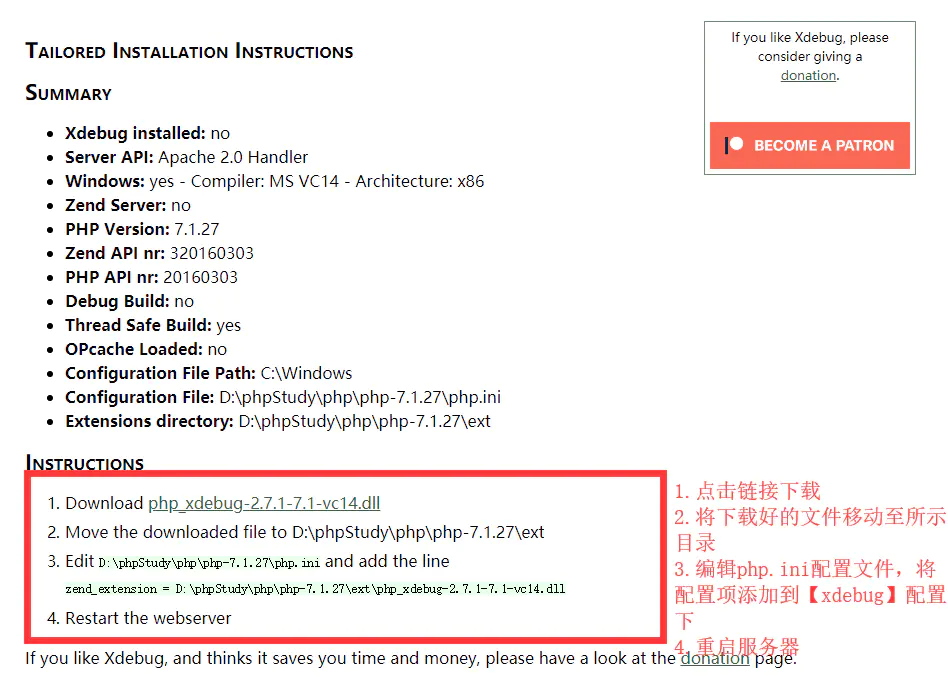 TAILORED INSTALLATION INSTRUCTIONS
If you like Xdebug, please
consider giving a
donation.
BECOME A PATRON
SUMMARY
Xdebug installed: no
Server API: Apache 2.0 Handler
Windows: yes - Compiler: MS VC14 - Architecture: x86
Zend Server: no
PHP Version: 7.1.27
Zend API nr: 320160303
PHP API nr: 20160303
Debug Build: no
Thread Safe Build: yes
OPcache Loaded: no
Configuration File Path: C:\Windows
Configuration File: D:\phpStudy\php\php-7.1.27\php.ini
Extensions directory: D:\phpStudy\php\php-7.1.27\ext
INSTRUCTIONS
1. Download php_xdebug-2.7.1-7.1-vc14.dll
2. Move the downloaded file to D:\phpStudy\php\php-7.1.27\ext
3. Edit D:\phpStudy\php\php-7.1.27\php.ini and add the line
zend_extension = D:\phpStudy\php\php-7.1.27\ext\php_xdebug-2.7.1-7.1-vc14.dll
4. Restart the webserver
1.点击链接下载
2.将下载好的文件移动至所示
目录
3.编辑php.ini配置文件，将
配置项添加到【xdebug】配置
下
4.重启服务器
If you like Xdebug, and thinks it saves you time and money, please have a look at the donation page.